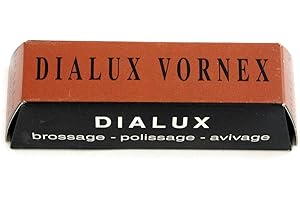 DIALUX VORNEX
DIALUX
brossage - polissage - avivage